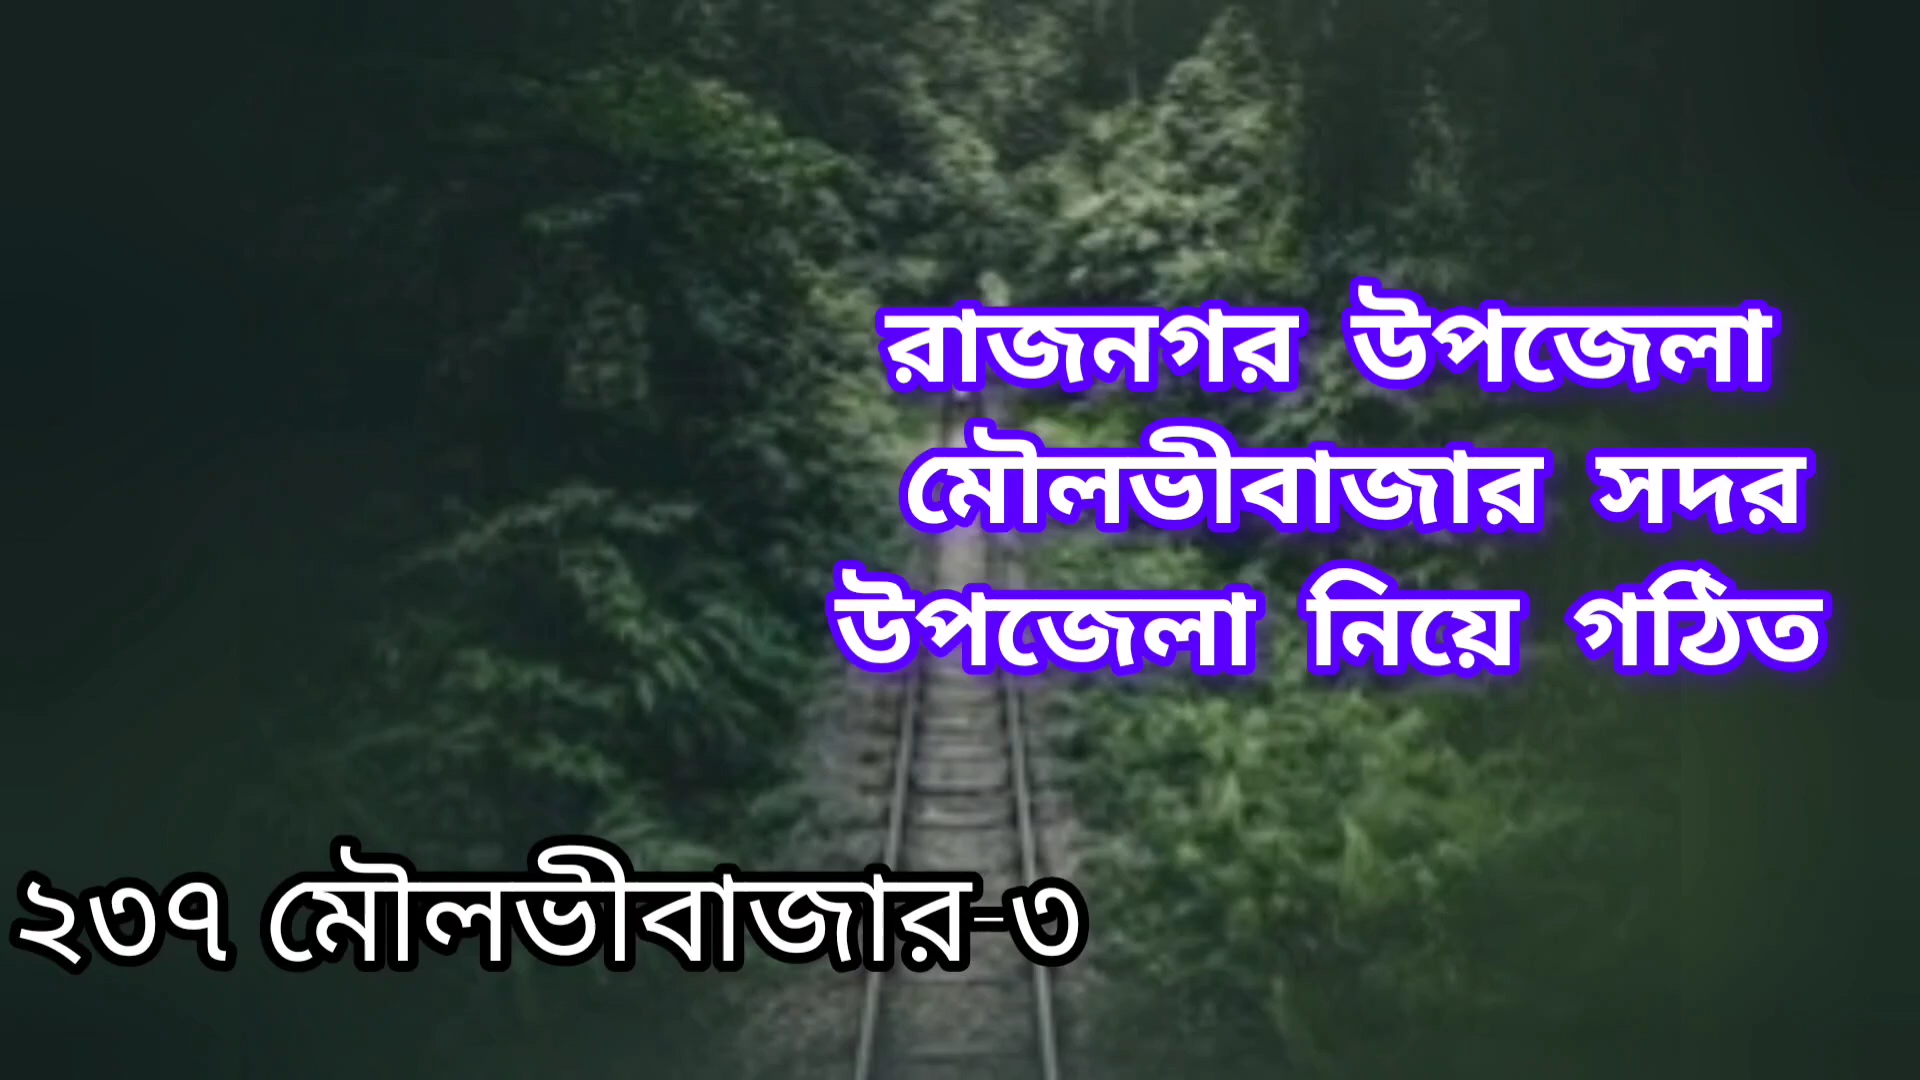 রাজনগর উপজেলা
মৌলভীবাজার সদর
উপজেলা নিয়ে গঠিত
২৩৭ মৌলভীবাজার-৩